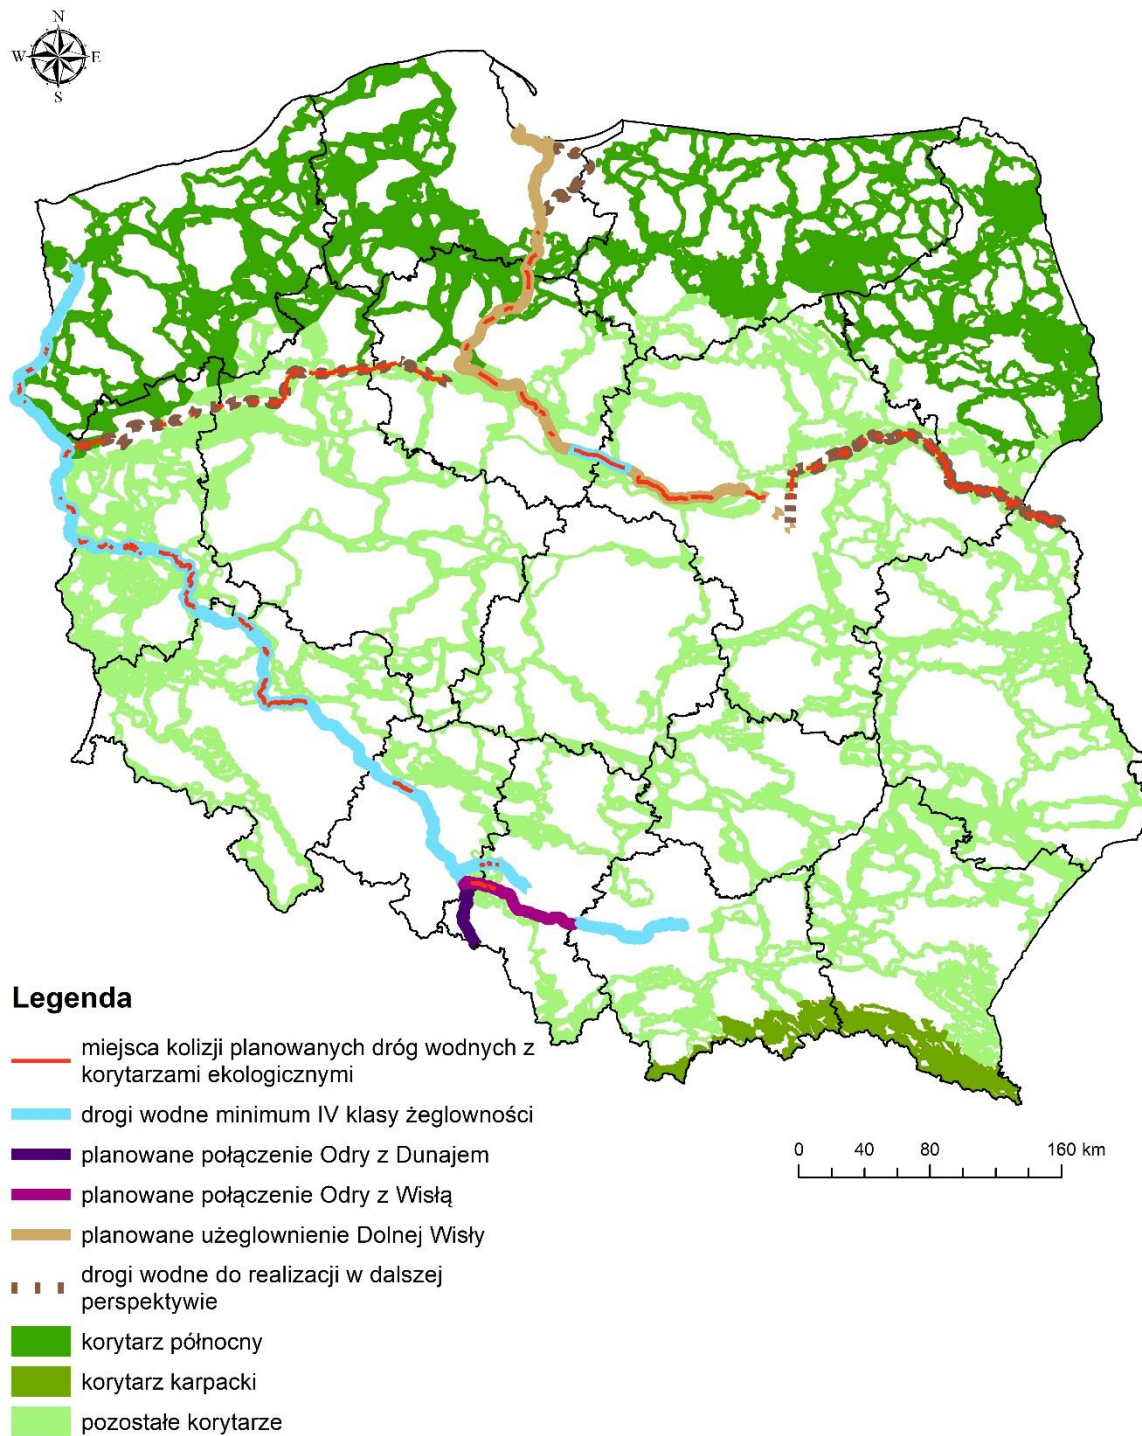 N
W E
S
Legenda
miejsca kolizji planowanych dróg wodnych z
korytarzami ekologicznymi
drogi wodne minimum IV klasy żeglowności
planowane połączenie Odry z Dunajem
planowane połączenie Odry z Wisłą
planowane użeglownienie Dolnej Wisły
drogi wodne do realizacji w dalszej
perspektywie
korytarz północny
korytarz karpacki
pozostałe korytarze
0 40 80 160 km